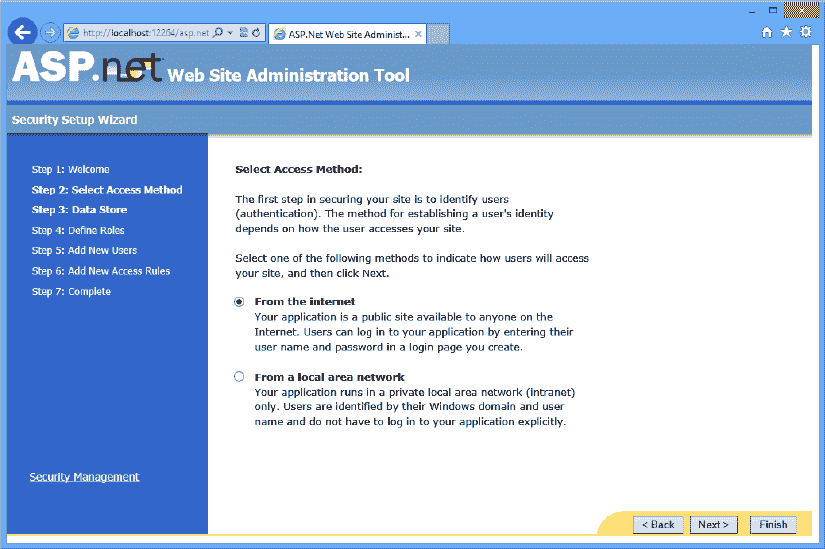 http://localhost:12264/asp.net
ASP.Net Web Site Administ...
ASP.net Web Site Administration Tool
Security Setup Wizard
Step 1: Welcome
Step 2: Select Access Method
Step 3: Data Store
Step 4: Define Roles
Step 5: Add New Users
Step 6: Add New Access Rules
Step 7: Complete
Security Management
Select Access Method:
The first step in securing your site is to identify users
(authentication). The method for establishing a user's identity
depends on how the user accesses your site.
Select one of the following methods to indicate how users will access
your site, and then click Next.
From the internet
Your application is a public site available to anyone on the
Internet. Users can log in to your application by entering their
user name and password in a login page you create.
From a local area network
Your application runs in a private local area network (intranet)
only. Users are identified by their Windows domain and user
name and do not have to log in to your application explicitly.
< Back
Next >
Finish